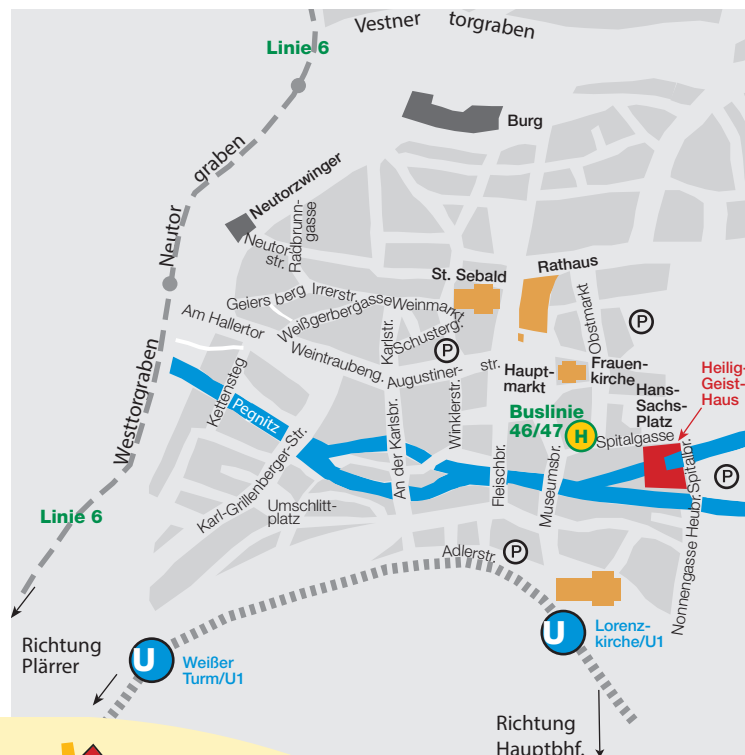 Vestner torgraben
Linie 6
Burg
graben
Neutor
Neutorzwinger
Radbrunn-
gasse
Neutor-
str.
St. Sebald
Rathaus
Geiersberg
Irrerstr.
Weißgerbergasse
Weinmarkt
Am Hallertor
Karlstr.
Schusterg.
P
Obstmarkt
P
Weintraubeng.
Augustiner-
str.
Haupt-
markt
Frauen-
kirche
Heilig-
Geist-
Haus
Hans-
Sachs-
Platz
Westtorgraben
Kettensteg
Pegnitz
Winklerstr.
Buslinie
46/47
H
Spitalgasse
An der Karlsbr.
Karl-Grillenberger-Str.
Fleischbr.
Museumsbr.
Heubr.
Spitalbr.
P
Umschlitt-
platz
Linie 6
Adlerstr.
P
Nonnengasse
Richtung
Plärrer
U
Weißer
Turm/U1
U
Lorenz-
kirche/U1
Richtung
Hauptbhf.